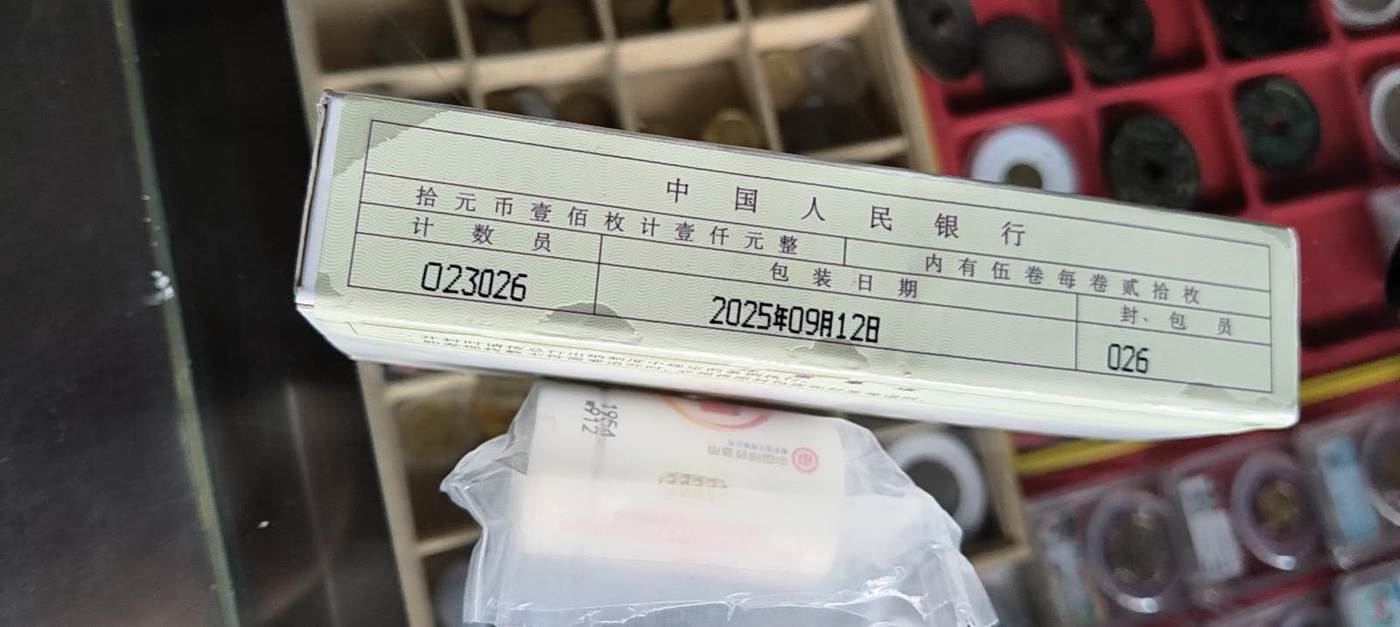 中国人民银行
拾元币壹佰枚计壹仟元整 内有伍卷每卷贰拾枚
计数员 包装日期 封、包员
023026 2025年09月12日 026
1954
912